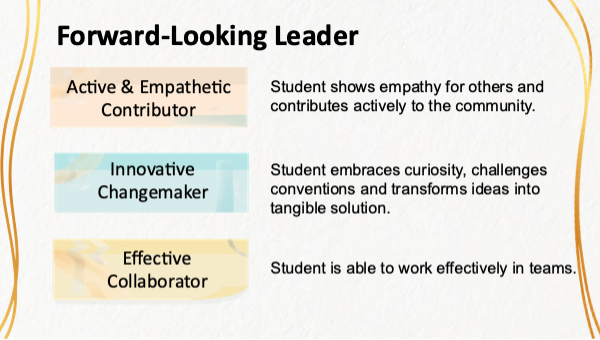 Forward-Looking Leader
Active & Empathetic
Contributor
Student shows empathy for others and
contributes actively to the community.
Innovative
Changemaker
Student embraces curiosity, challenges
conventions and transforms ideas into
tangible solution.
Effective
Collaborator
Student is able to work effectively in teams.